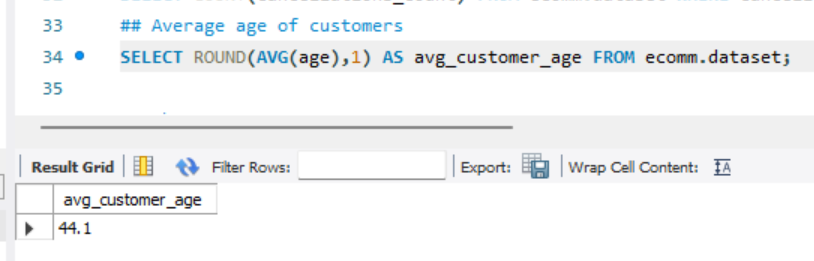 33 ## Average age of customers
34 SELECT ROUND(AVG(age),1) AS avg_customer_age FROM ecomm.dataset;
35
Result Grid Filter Rows: Export: Wrap Cell Content:
avg_customer_age
44.1